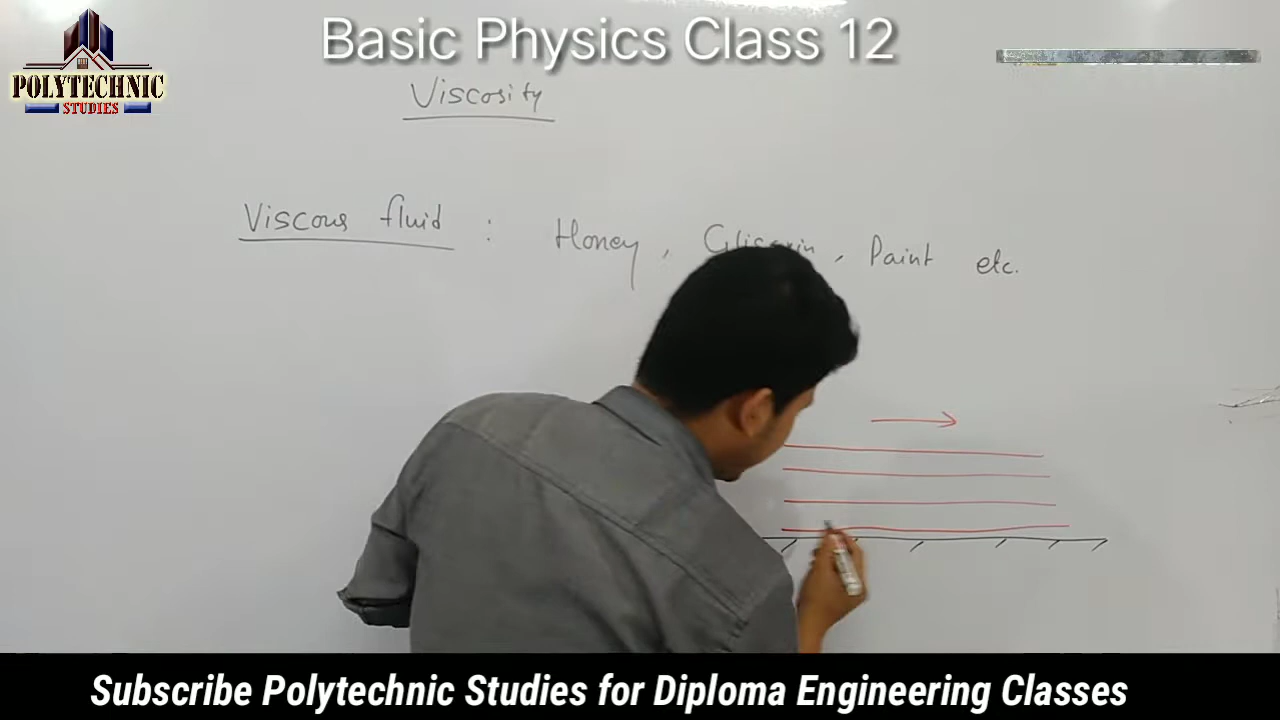 Basic Physics Class 12
POLYTECHNIC
STUDIES
Viscosity
Viscous fluid : Honey, Gliserin, Paint etc.
Subscribe Polytechnic Studies for Diploma Engineering Classes